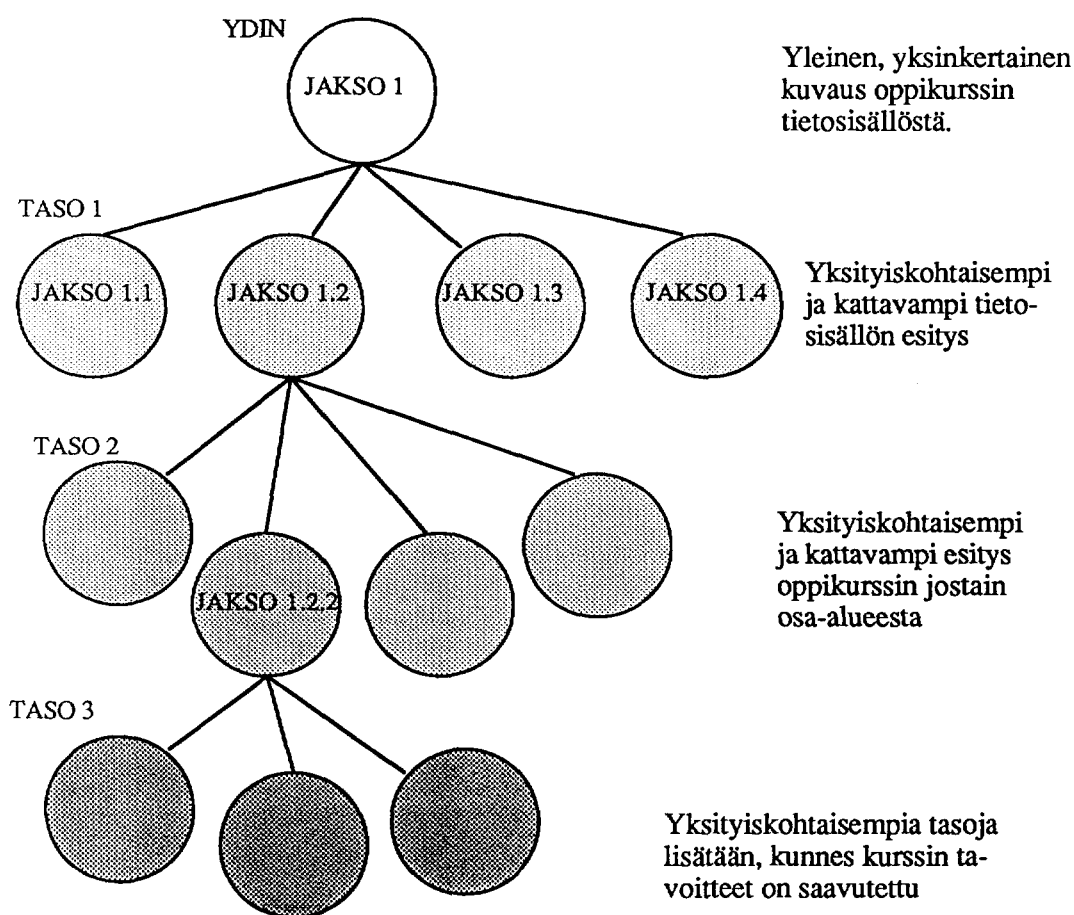 YDIN
JAKSO 1
Yleinen, yksinkertainen
kuvaus oppikurssin
tietosisällöstä.
TASO 1
JAKSO 1.1
JAKSO 1.2
JAKSO 1.3
JAKSO 1.4
Yksityiskohtaisempi
ja kattavampi tieto-
sisällön esitys
TASO 2
JAKSO 1.2.2
Yksityiskohtaisempi
ja kattavampi esitys
oppikurssin jostain
osa-alueesta
TASO 3
Yksityiskohtaisempia tasoja
lisätään, kunnes kurssin ta-
voitteet on saavutettu